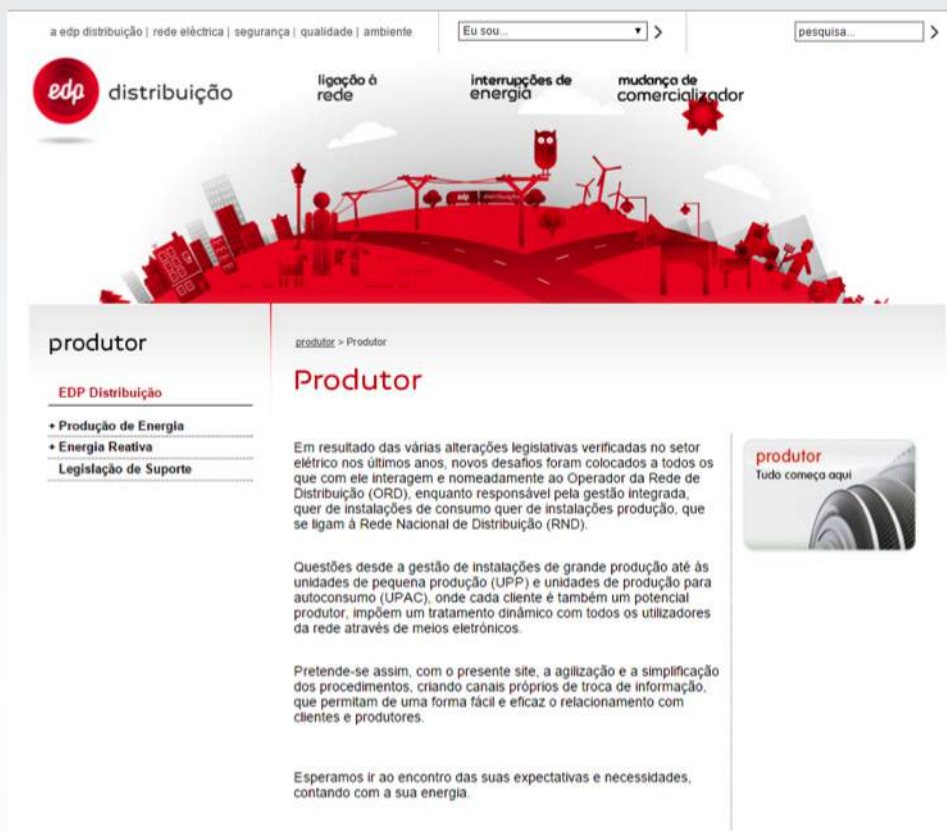 a edp distribuição | rede eléctrica | segurança | qualidade | ambiente
Eu sou...
pesquisa...
edp distribuição
ligação à
rede
interrupções de
energia
mudança de
comercializador
edp distribuição
produtor
EDP Distribuição
+ Produção de Energia
+ Energia Reativa
Legislação de Suporte
produtor > Produtor
Produtor
Em resultado das várias alterações legislativas verificadas no setor
elétrico nos últimos anos, novos desafios foram colocados a todos os
que com ele interagem e nomeadamente ao Operador da Rede de
Distribuição (ORD), enquanto responsável pela gestão integrada,
quer de instalações de consumo quer de instalações produção, que
se ligam à Rede Nacional de Distribuição (RND).
Questões desde a gestão de instalações de grande produção até às
unidades de pequena produção (UPP) e unidades de produção para
autoconsumo (UPAC), onde cada cliente é também um potencial
produtor, impõem um tratamento dinâmico com todos os utilizadores
da rede através de meios eletrónicos.
Pretende-se assim, com o presente site, a agilização e a simplificação
dos procedimentos, criando canais próprios de troca de informação,
que permitam de uma forma fácil e eficaz o relacionamento com
clientes e produtores.
Esperamos ir ao encontro das suas expectativas e necessidades,
contando com a sua energia.
produtor
Tudo começa aqui